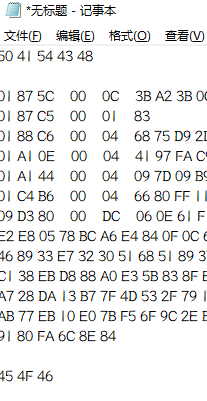 *无标题 - 记事本
文件(F) 编辑(E) 格式(O) 查看(V)
50 41 54 43 48
01 87 5C 00 0C 3B A2 3B 0
01 87 C5 00 01 83
01 88 C6 00 04 68 75 D9 2D
01 A1 0E 00 04 41 97 FA C9
01 A1 44 00 04 09 7D 09 B9
01 C4 B6 00 04 66 80 FF 11
09 D3 80 00 DC 06 0E 61 F
E2 E8 05 78 BC A6 E4 84 0F 0C 6
46 89 33 E7 32 30 51 68 51 89 37
C1 38 EB D8 88 A0 E3 5B 83 8F E
A7 28 DA 13 B7 7F 4D 53 2F 79 1
AB 77 EB 10 E0 7B F5 6F 9C 2E E
91 80 FA 6C 8E 84
45 4F 46